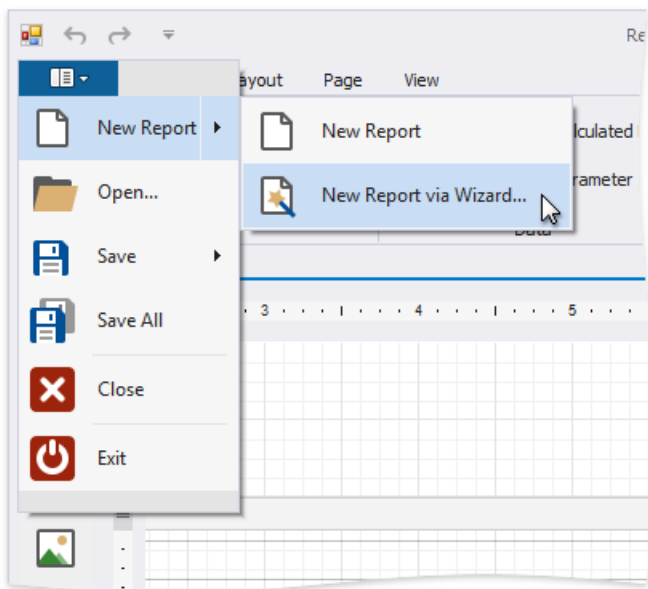 Re
ayout Page View
New Report
New Report
lculated
New Report via Wizard...
rameter
Open...
Data
Save
Save All
3 4 5
Close
Exit